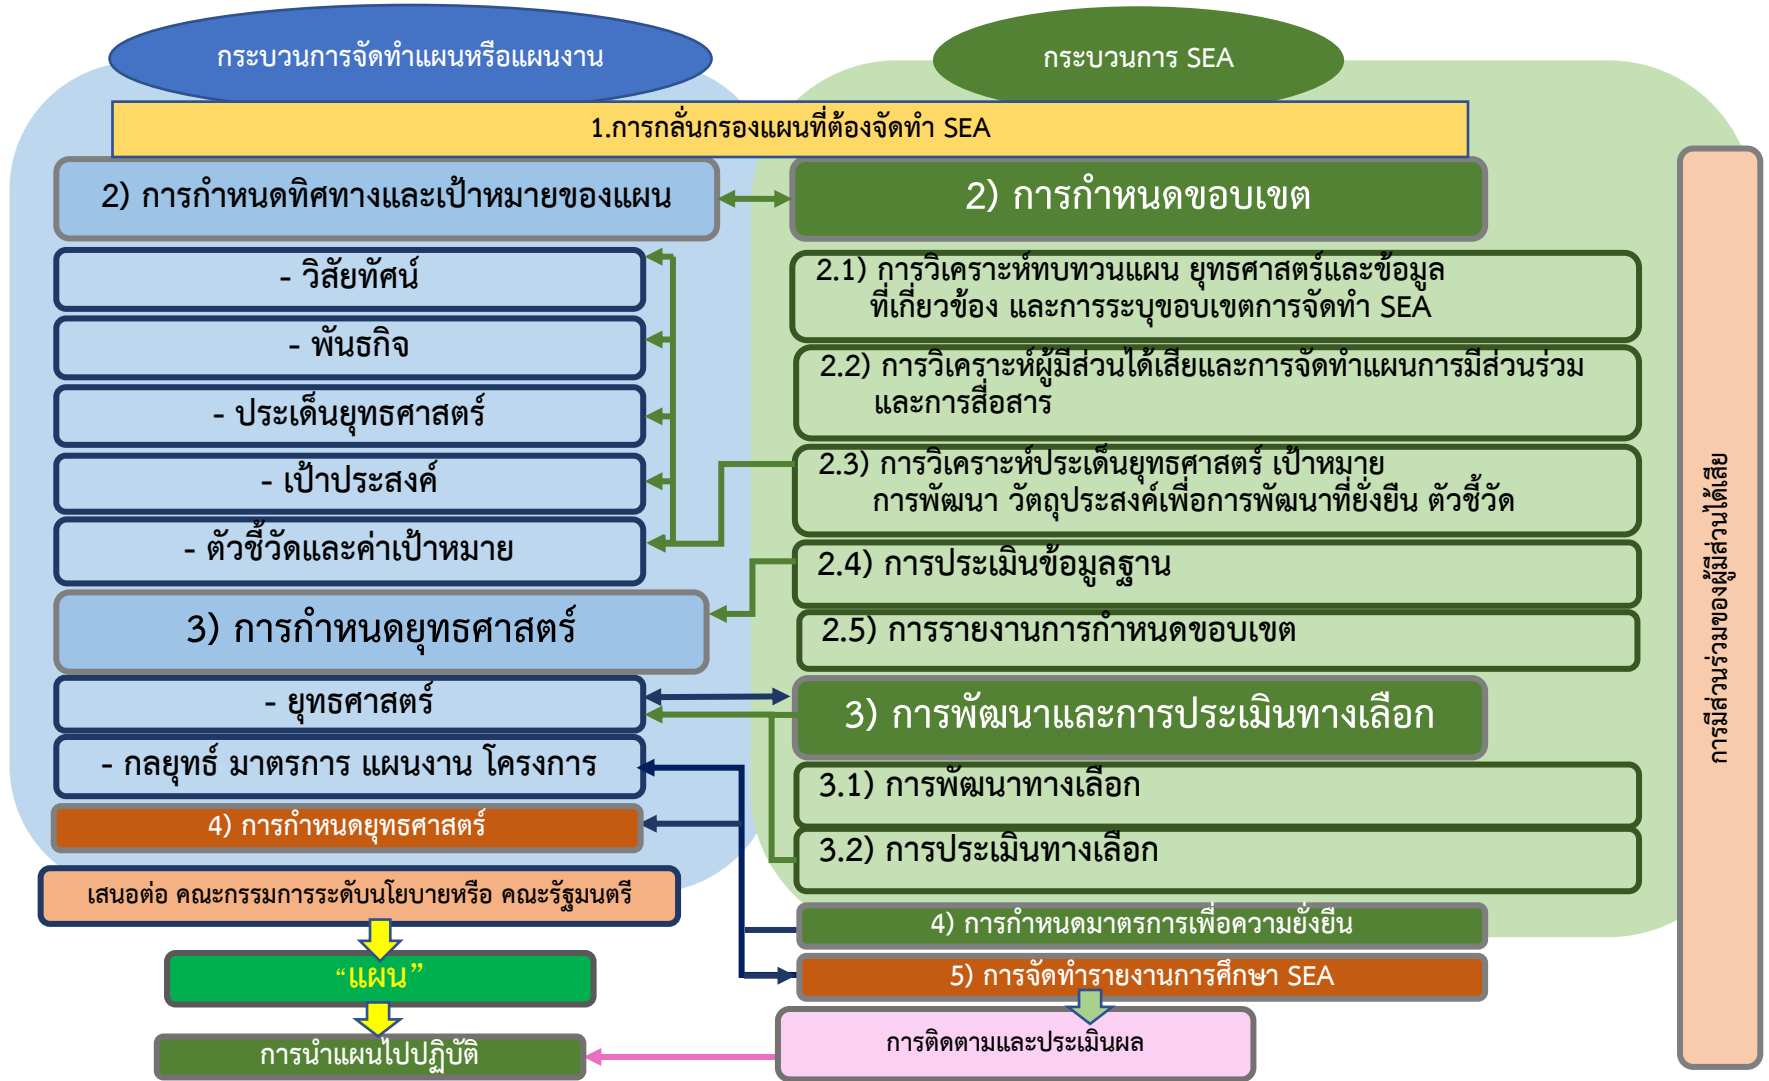 กระบวนการจัดทำแผนหรือแผนงาน
กระบวนการ SEA
1.การกลั่นกรองแผนที่ต้องจัดทำ SEA
2) การกำหนดทิศทางและเป้าหมายของแผน
- วิสัยทัศน์
- พันธกิจ
- ประเด็นยุทธศาสตร์
- เป้าประสงค์
- ตัวชี้วัดและค่าเป้าหมาย
3) การกำหนดยุทธศาสตร์
- ยุทธศาสตร์
- กลยุทธ์ มาตรการ แผนงาน โครงการ
4) การกำหนดยุทธศาสตร์
เสนอต่อ คณะกรรมการระดับนโยบายหรือ คณะรัฐมนตรี
“แผน”
การนำแผนไปปฏิบัติ
2) การกำหนดขอบเขต
2.1) การวิเคราะห์ทบทวนแผน ยุทธศาสตร์และข้อมูล
ที่เกี่ยวข้อง และการระบุขอบเขตการจัดทำ SEA
2.2) การวิเคราะห์ผู้มีส่วนได้เสียและการจัดทำแผนการมีส่วนร่วม
และการสื่อสาร
2.3) การวิเคราะห์ประเด็นยุทธศาสตร์ เป้าหมาย
การพัฒนา วัตถุประสงค์เพื่อการพัฒนาที่ยั่งยืน ตัวชี้วัด
2.4) การประเมินข้อมูลฐาน
2.5) การรายงานการกำหนดขอบเขต
3) การพัฒนาและการประเมินทางเลือก
3.1) การพัฒนาทางเลือก
3.2) การประเมินทางเลือก
4) การกำหนดมาตรการเพื่อความยั่งยืน
5) การจัดทำรายงานการศึกษา SEA
การติดตามและประเมินผล
การมีส่วนร่วมของผู้มีส่วนได้เสีย